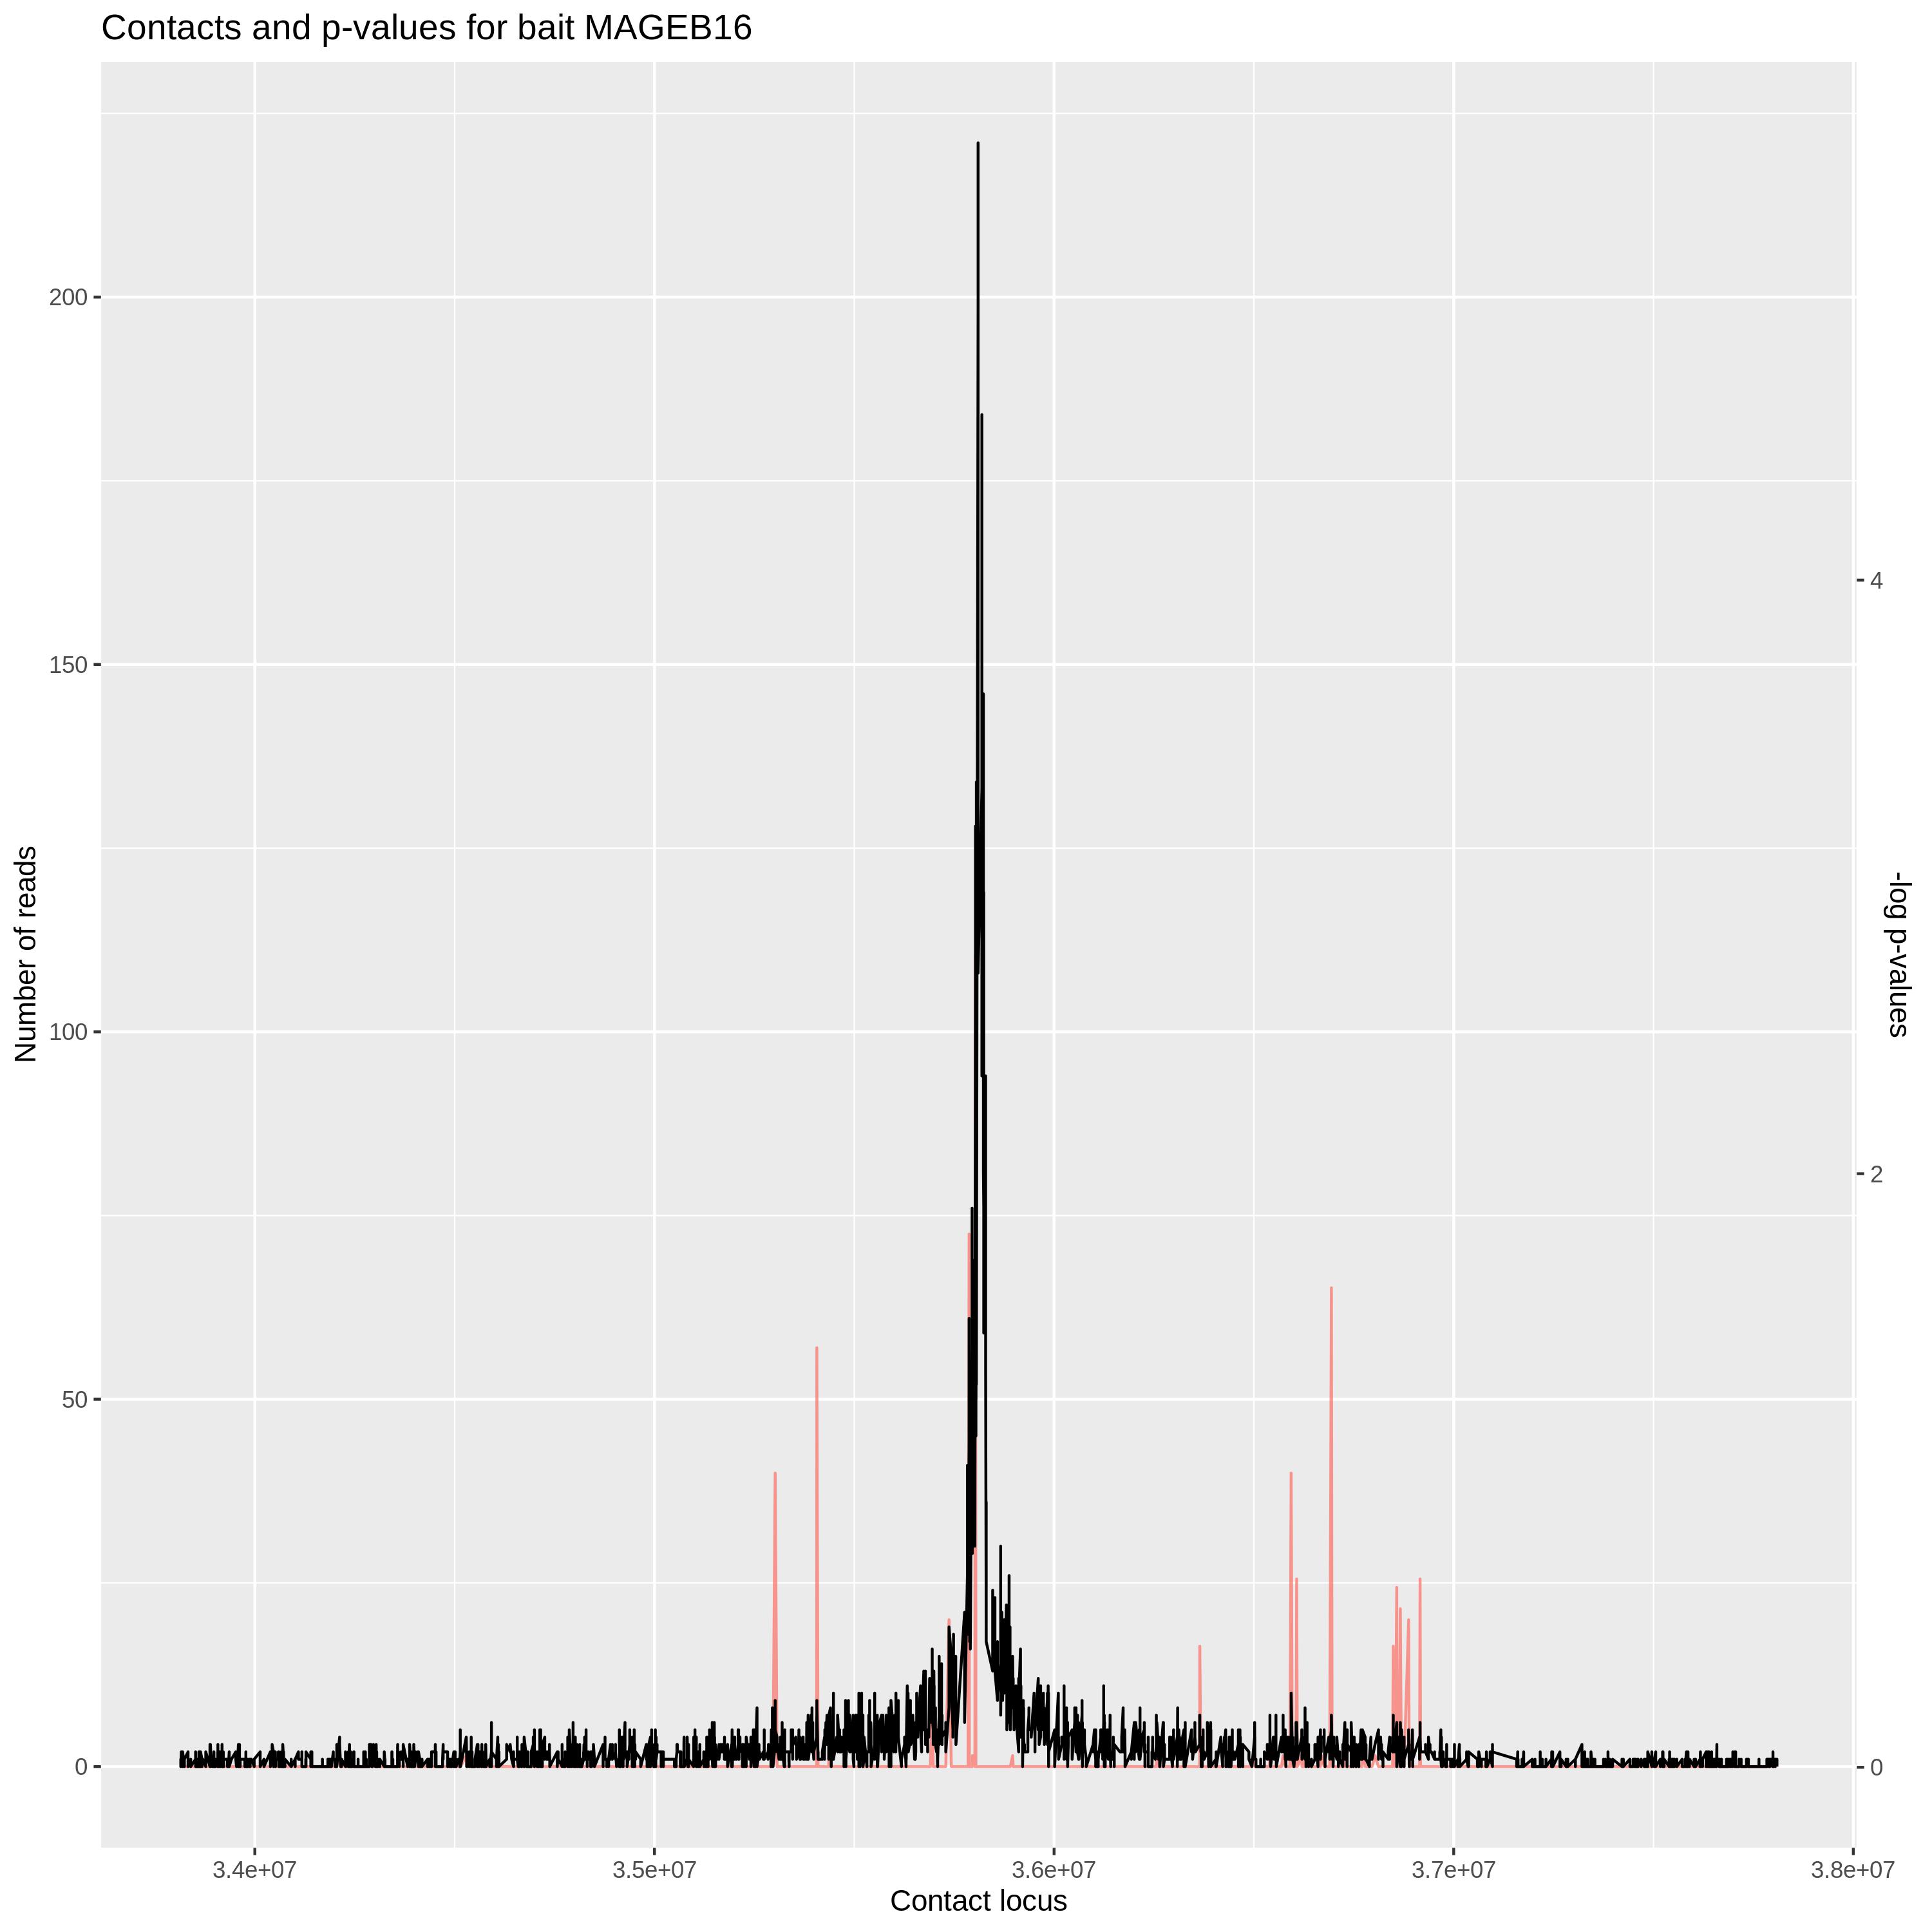 Contacts and p-values for bait MAGEB16
200
150
100
50
0
Number of reads
4
2
0
-log p-values
3.4e+07
3.5e+07
3.6e+07
3.7e+07
3.8e+07
Contact locus